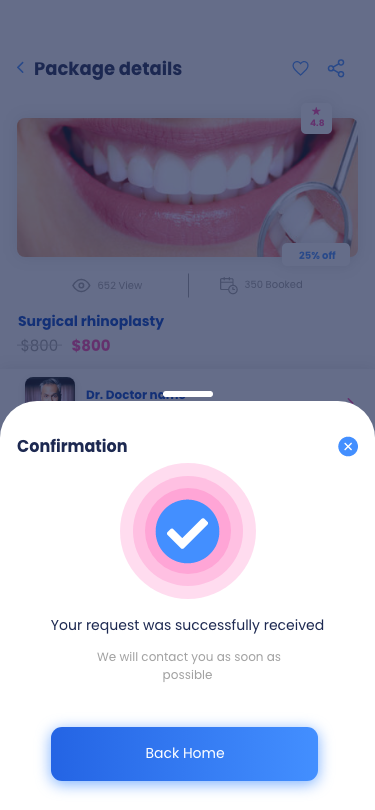 Package details
4.8
25% off
652 View
350 Booked
Surgical rhinoplasty
$800 $800
Dr. Doctor name
Confirmation
Your request was successfully received
We will contact you as soon as
possible
Back Home